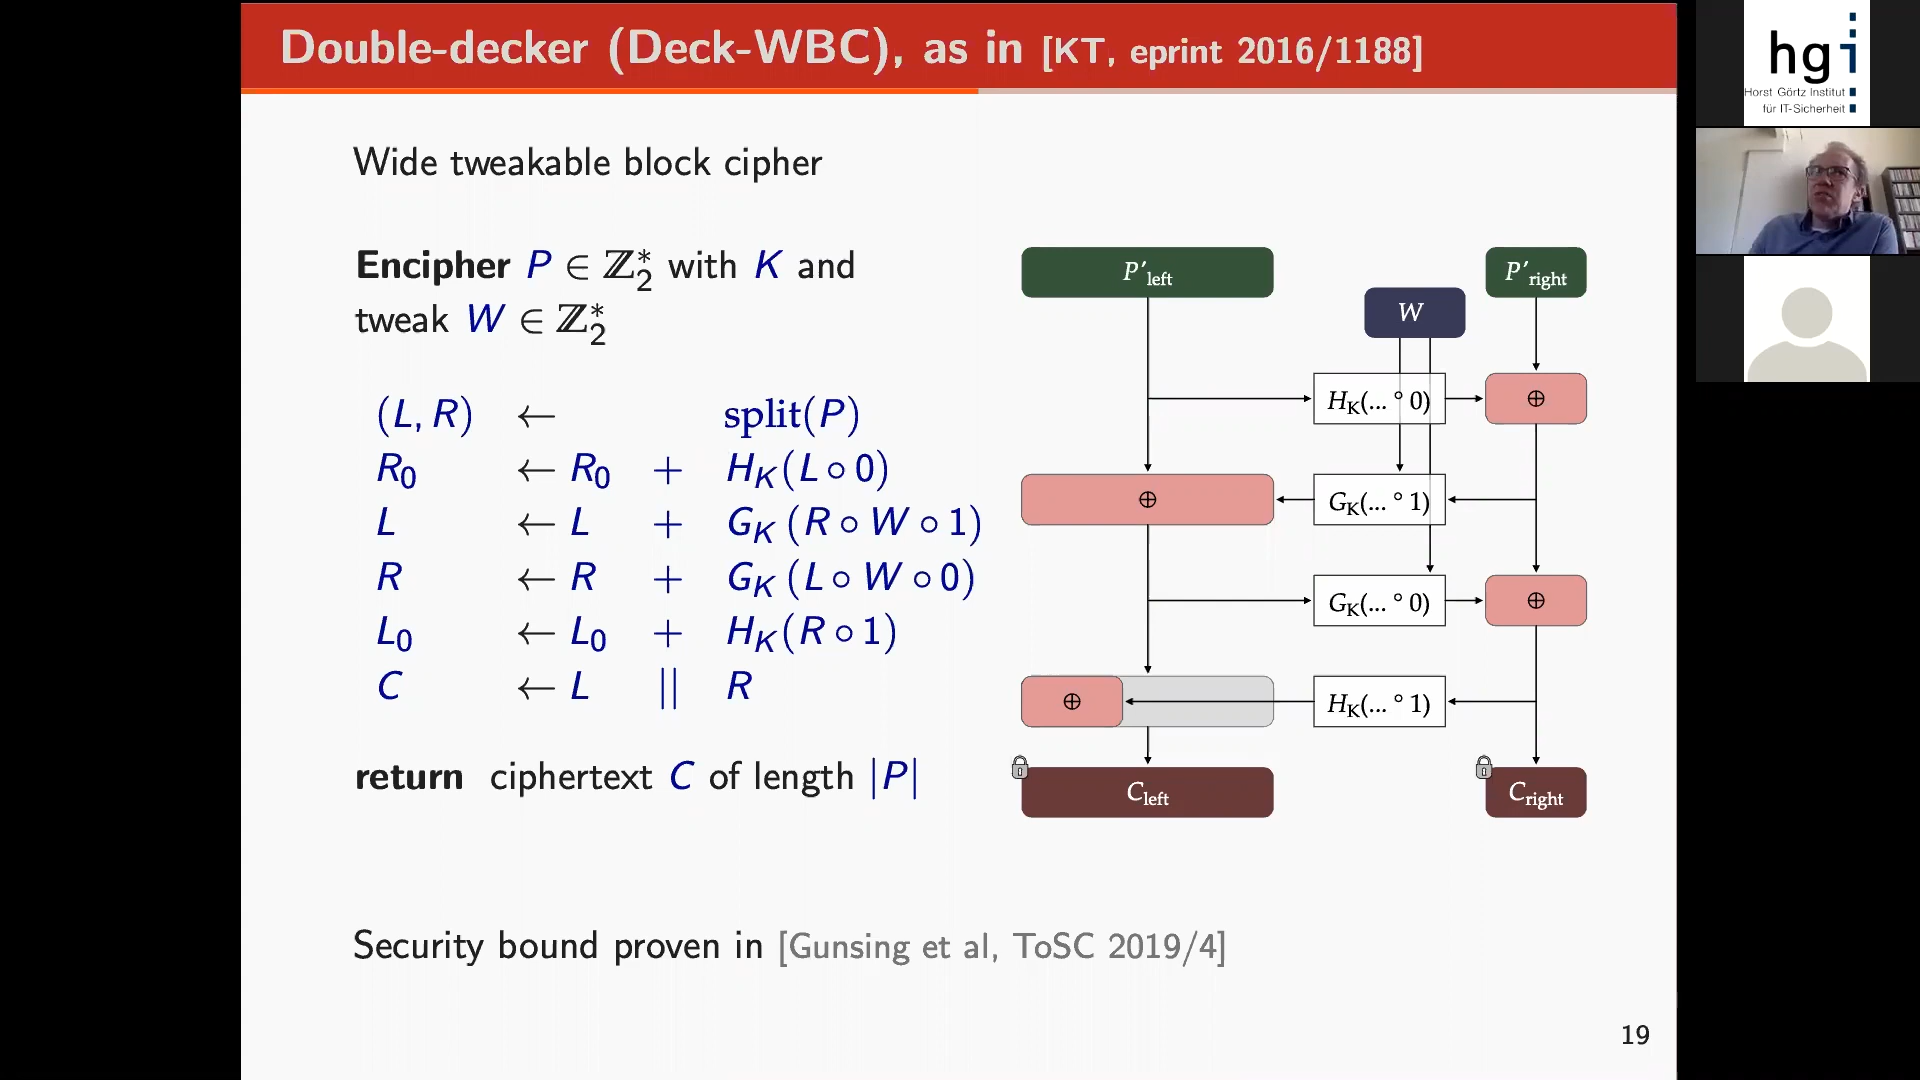 Double-decker (Deck-WBC), as in [KT, eprint 2016/1188]
Wide tweakable block cipher
Encipher P ∈ ℤ₂* with K and
tweak W ∈ ℤ₂*
(L, R) ← split(P)
R₀ ← R₀ + H_K(L ∘ 0)
L ← L + G_K (R ∘ W ∘ 1)
R ← R + G_K (L ∘ W ∘ 0)
L₀ ← L₀ + H_K(R ∘ 1)
C ← L || R
return ciphertext C of length |P|
P′left
P′right
W
H_K(... ° 0)
⊕
⊕
G_K(... ° 1)
G_K(... ° 0)
⊕
⊕
H_K(... ° 1)
C_left
C_right
Security bound proven in [Gunsing et al, ToSC 2019/4]
19
hgi
Horst Görtz Institut
für IT-Sicherheit